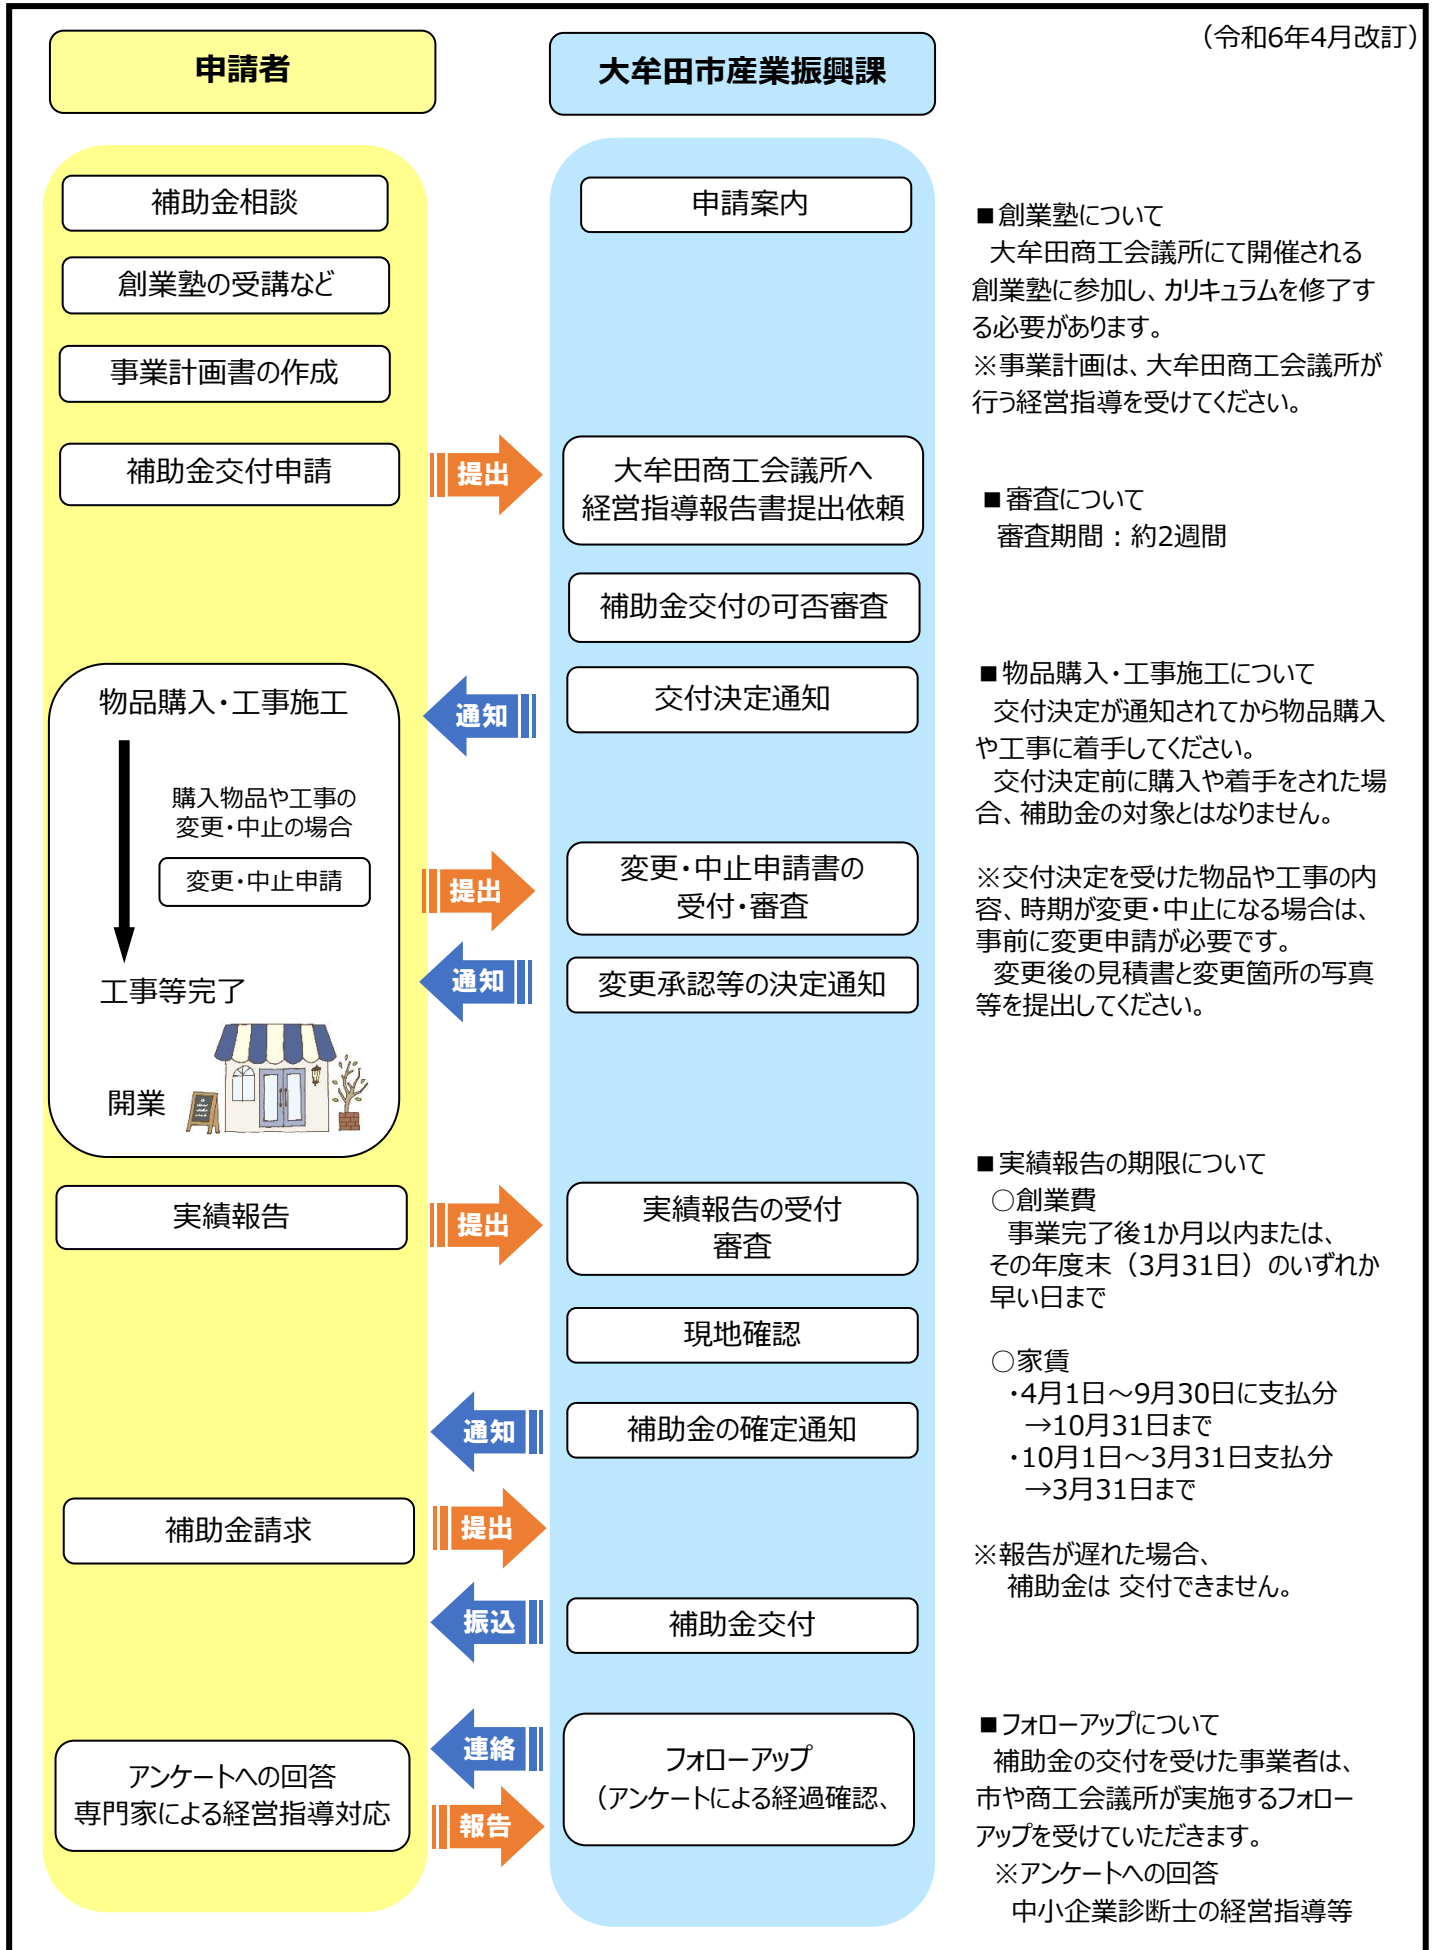 （令和6年4月改訂）
申請者
大牟田市産業振興課
補助金相談
申請案内
創業塾の受講など
事業計画書の作成
補助金交付申請
提出
大牟田商工会議所へ
経営指導報告書提出依頼
補助金交付の可否審査
物品購入・工事施工
通知
交付決定通知
購入物品や工事の
変更・中止の場合
変更・中止申請
提出
変更・中止申請書の
受付・審査
通知
変更承認等の決定通知
工事等完了
開業
実績報告
提出
実績報告の受付
審査
現地確認
通知
補助金の確定通知
補助金請求
提出
振込
補助金交付
連絡
フォローアップ
（アンケートによる経過確認、
アンケートへの回答
専門家による経営指導対応
報告
■創業塾について
大牟田商工会議所にて開催される
創業塾に参加し、カリキュラムを修了す
る必要があります。
※事業計画は、大牟田商工会議所が
行う経営指導を受けてください。
■審査について
審査期間：約2週間
■物品購入・工事施工について
交付決定が通知されてから物品購入
や工事に着手してください。
交付決定前に購入や着手をされた場
合、補助金の対象とはなりません。
※交付決定を受けた物品や工事の内
容、時期が変更・中止になる場合は、
事前に変更申請が必要です。
変更後の見積書と変更箇所の写真
等を提出してください。
■実績報告の期限について
○創業費
事業完了後1か月以内または、
その年度末（3月31日）のいずれか
早い日まで
○家賃
・4月1日～9月30日に支払分
→10月31日まで
・10月1日～3月31日支払分
→3月31日まで
※報告が遅れた場合、
補助金は 交付できません。
■フォローアップについて
補助金の交付を受けた事業者は、
市や商工会議所が実施するフォロー
アップを受けていただきます。
※アンケートへの回答
中小企業診断士の経営指導等